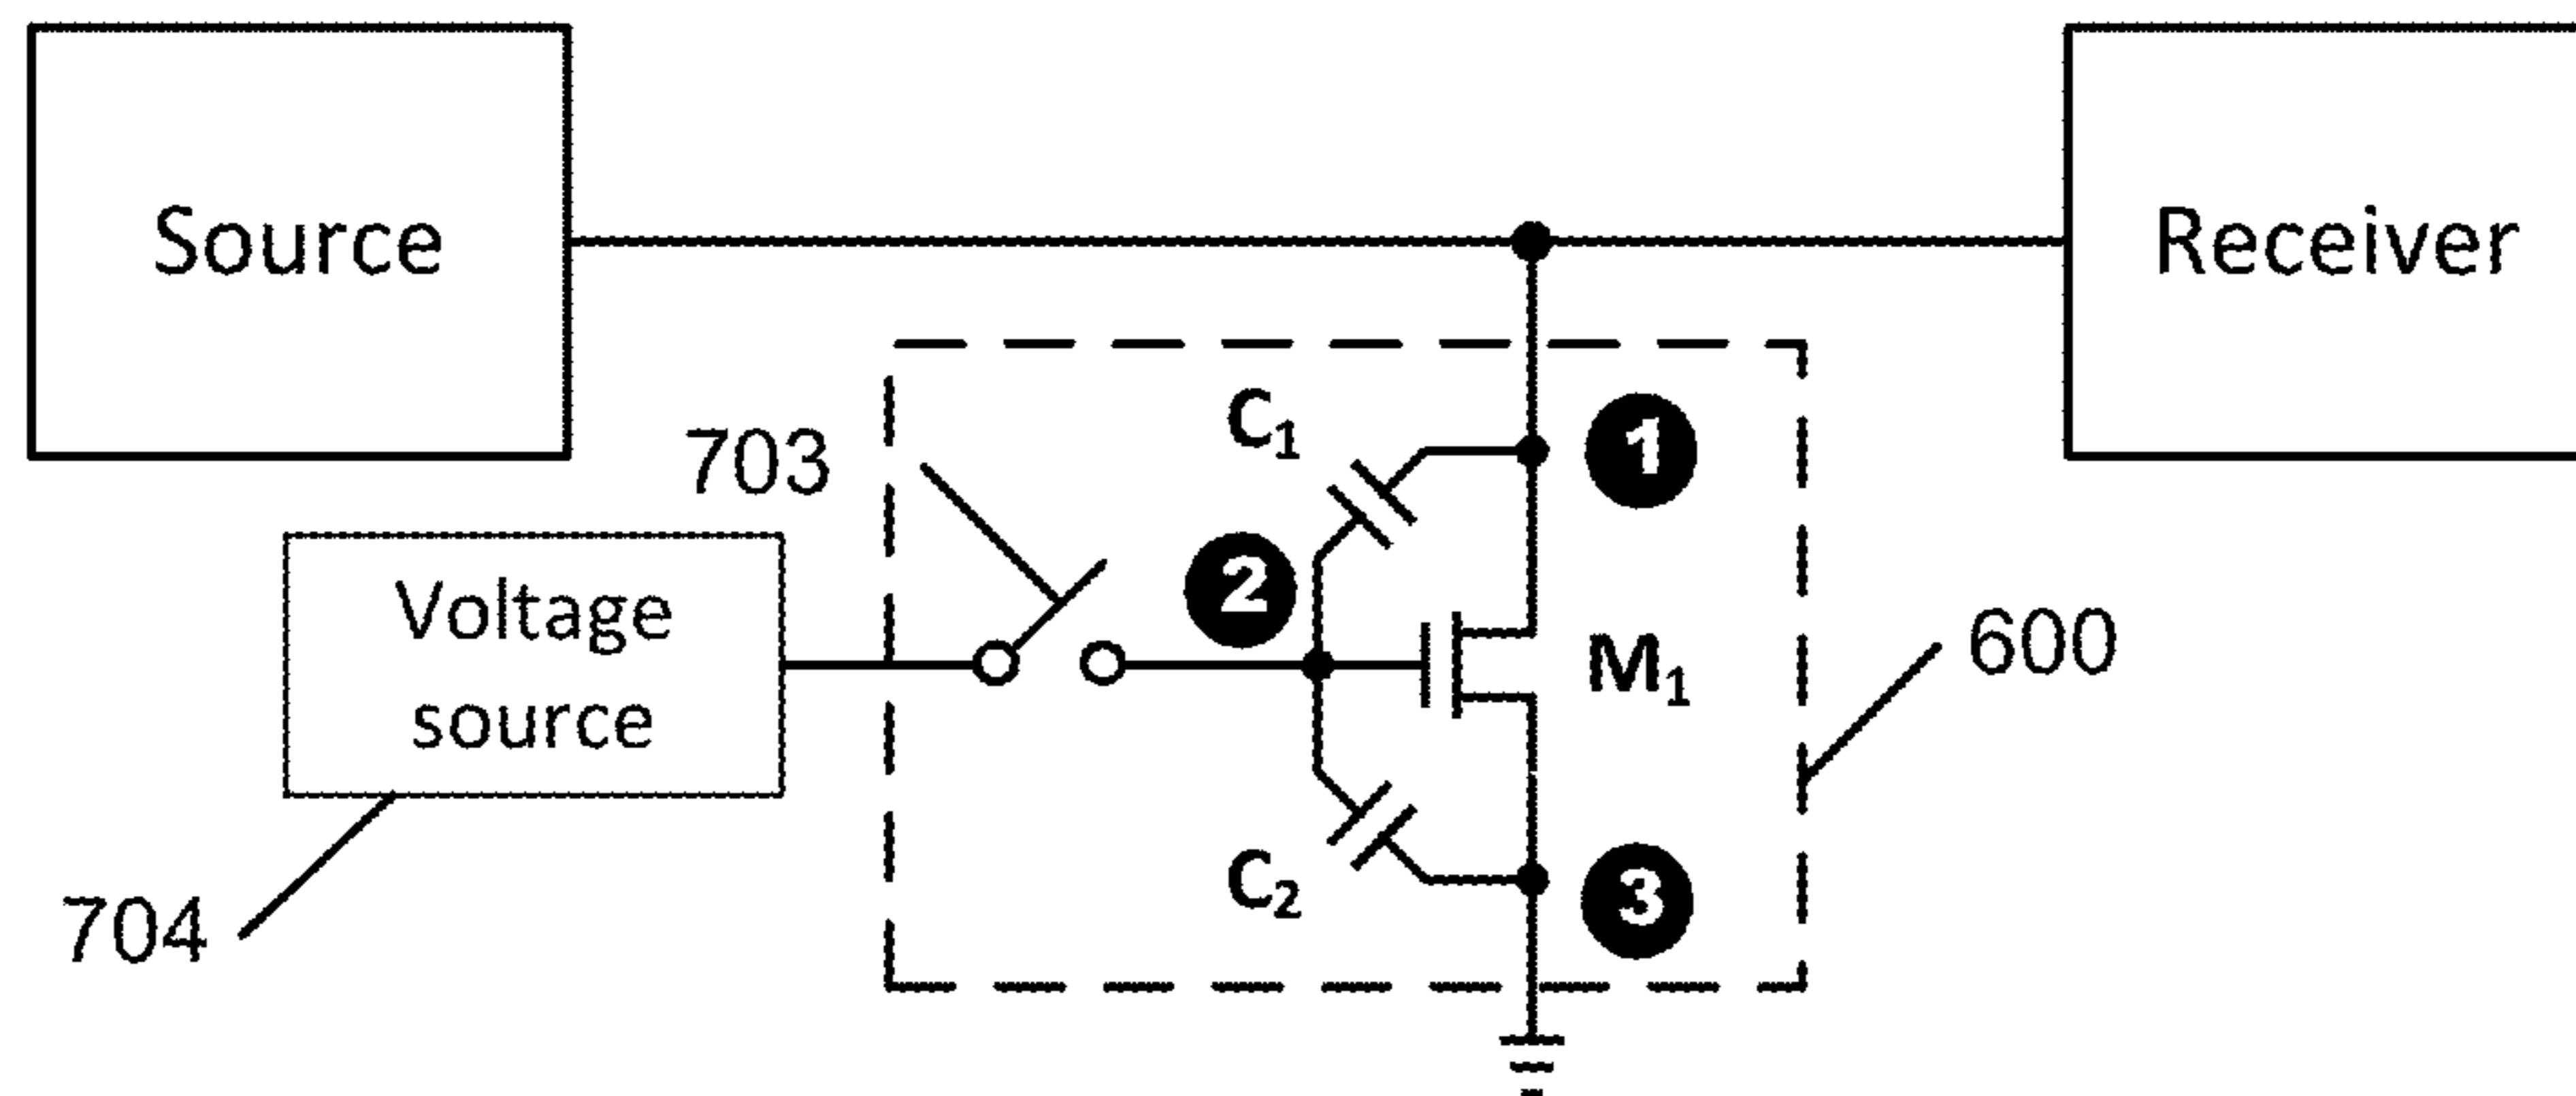 Source
Receiver
C₁
1
703
2
Voltage
source
M₁
600
C₂
3
704